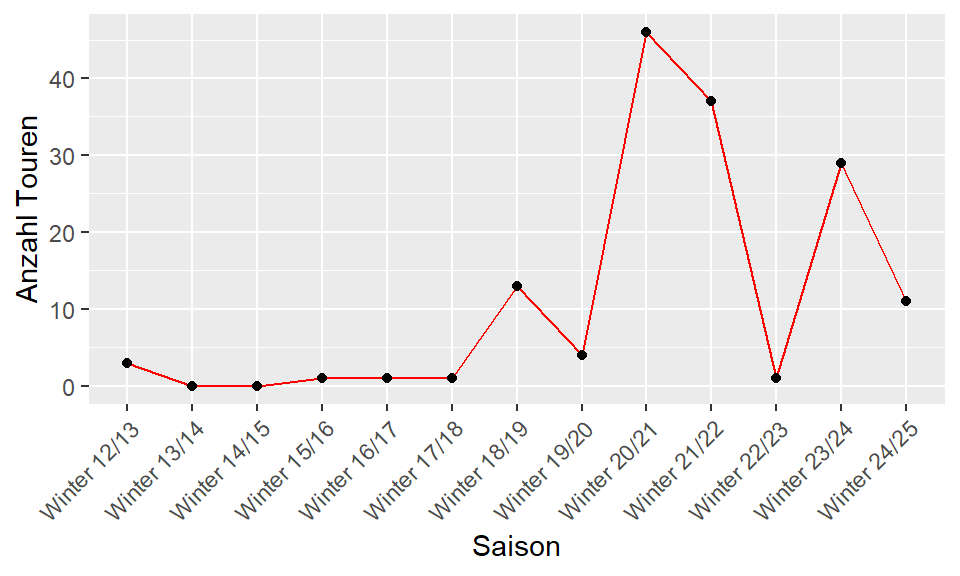 Anzahl Touren
40
30
20
10
0
Winter 12/13
Winter 13/14
Winter 14/15
Winter 15/16
Winter 16/17
Winter 17/18
Winter 18/19
Winter 19/20
Winter 20/21
Winter 21/22
Winter 22/23
Winter 23/24
Winter 24/25
Saison